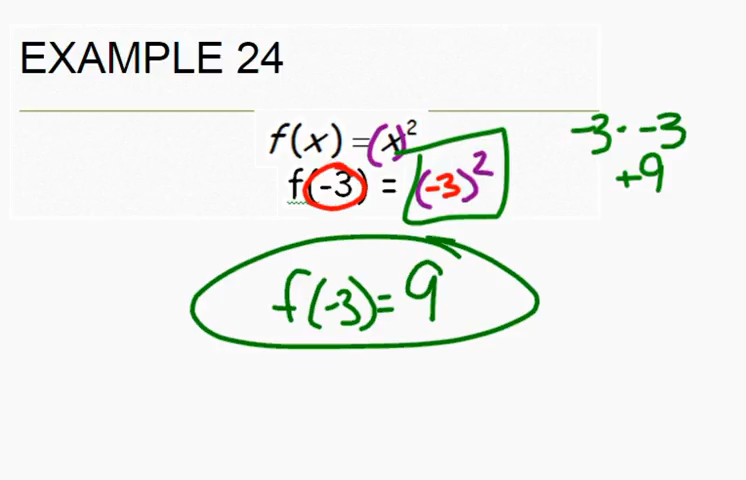 EXAMPLE 24
f(x) = (x)²
f(-3) = (-3)²
-3 · -3
+9
f(-3) = 9